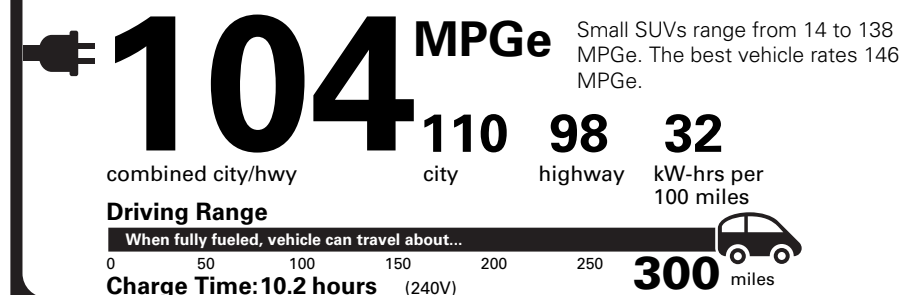 104 MPGe
Small SUVs range from 14 to 138
MPGe. The best vehicle rates 146
MPGe.
110 98 32
combined city/hwy city highway kW-hrs per
100 miles
Driving Range
When fully fueled, vehicle can travel about...
0 50 100 150 200 250 300 miles
Charge Time: 10.2 hours (240V)